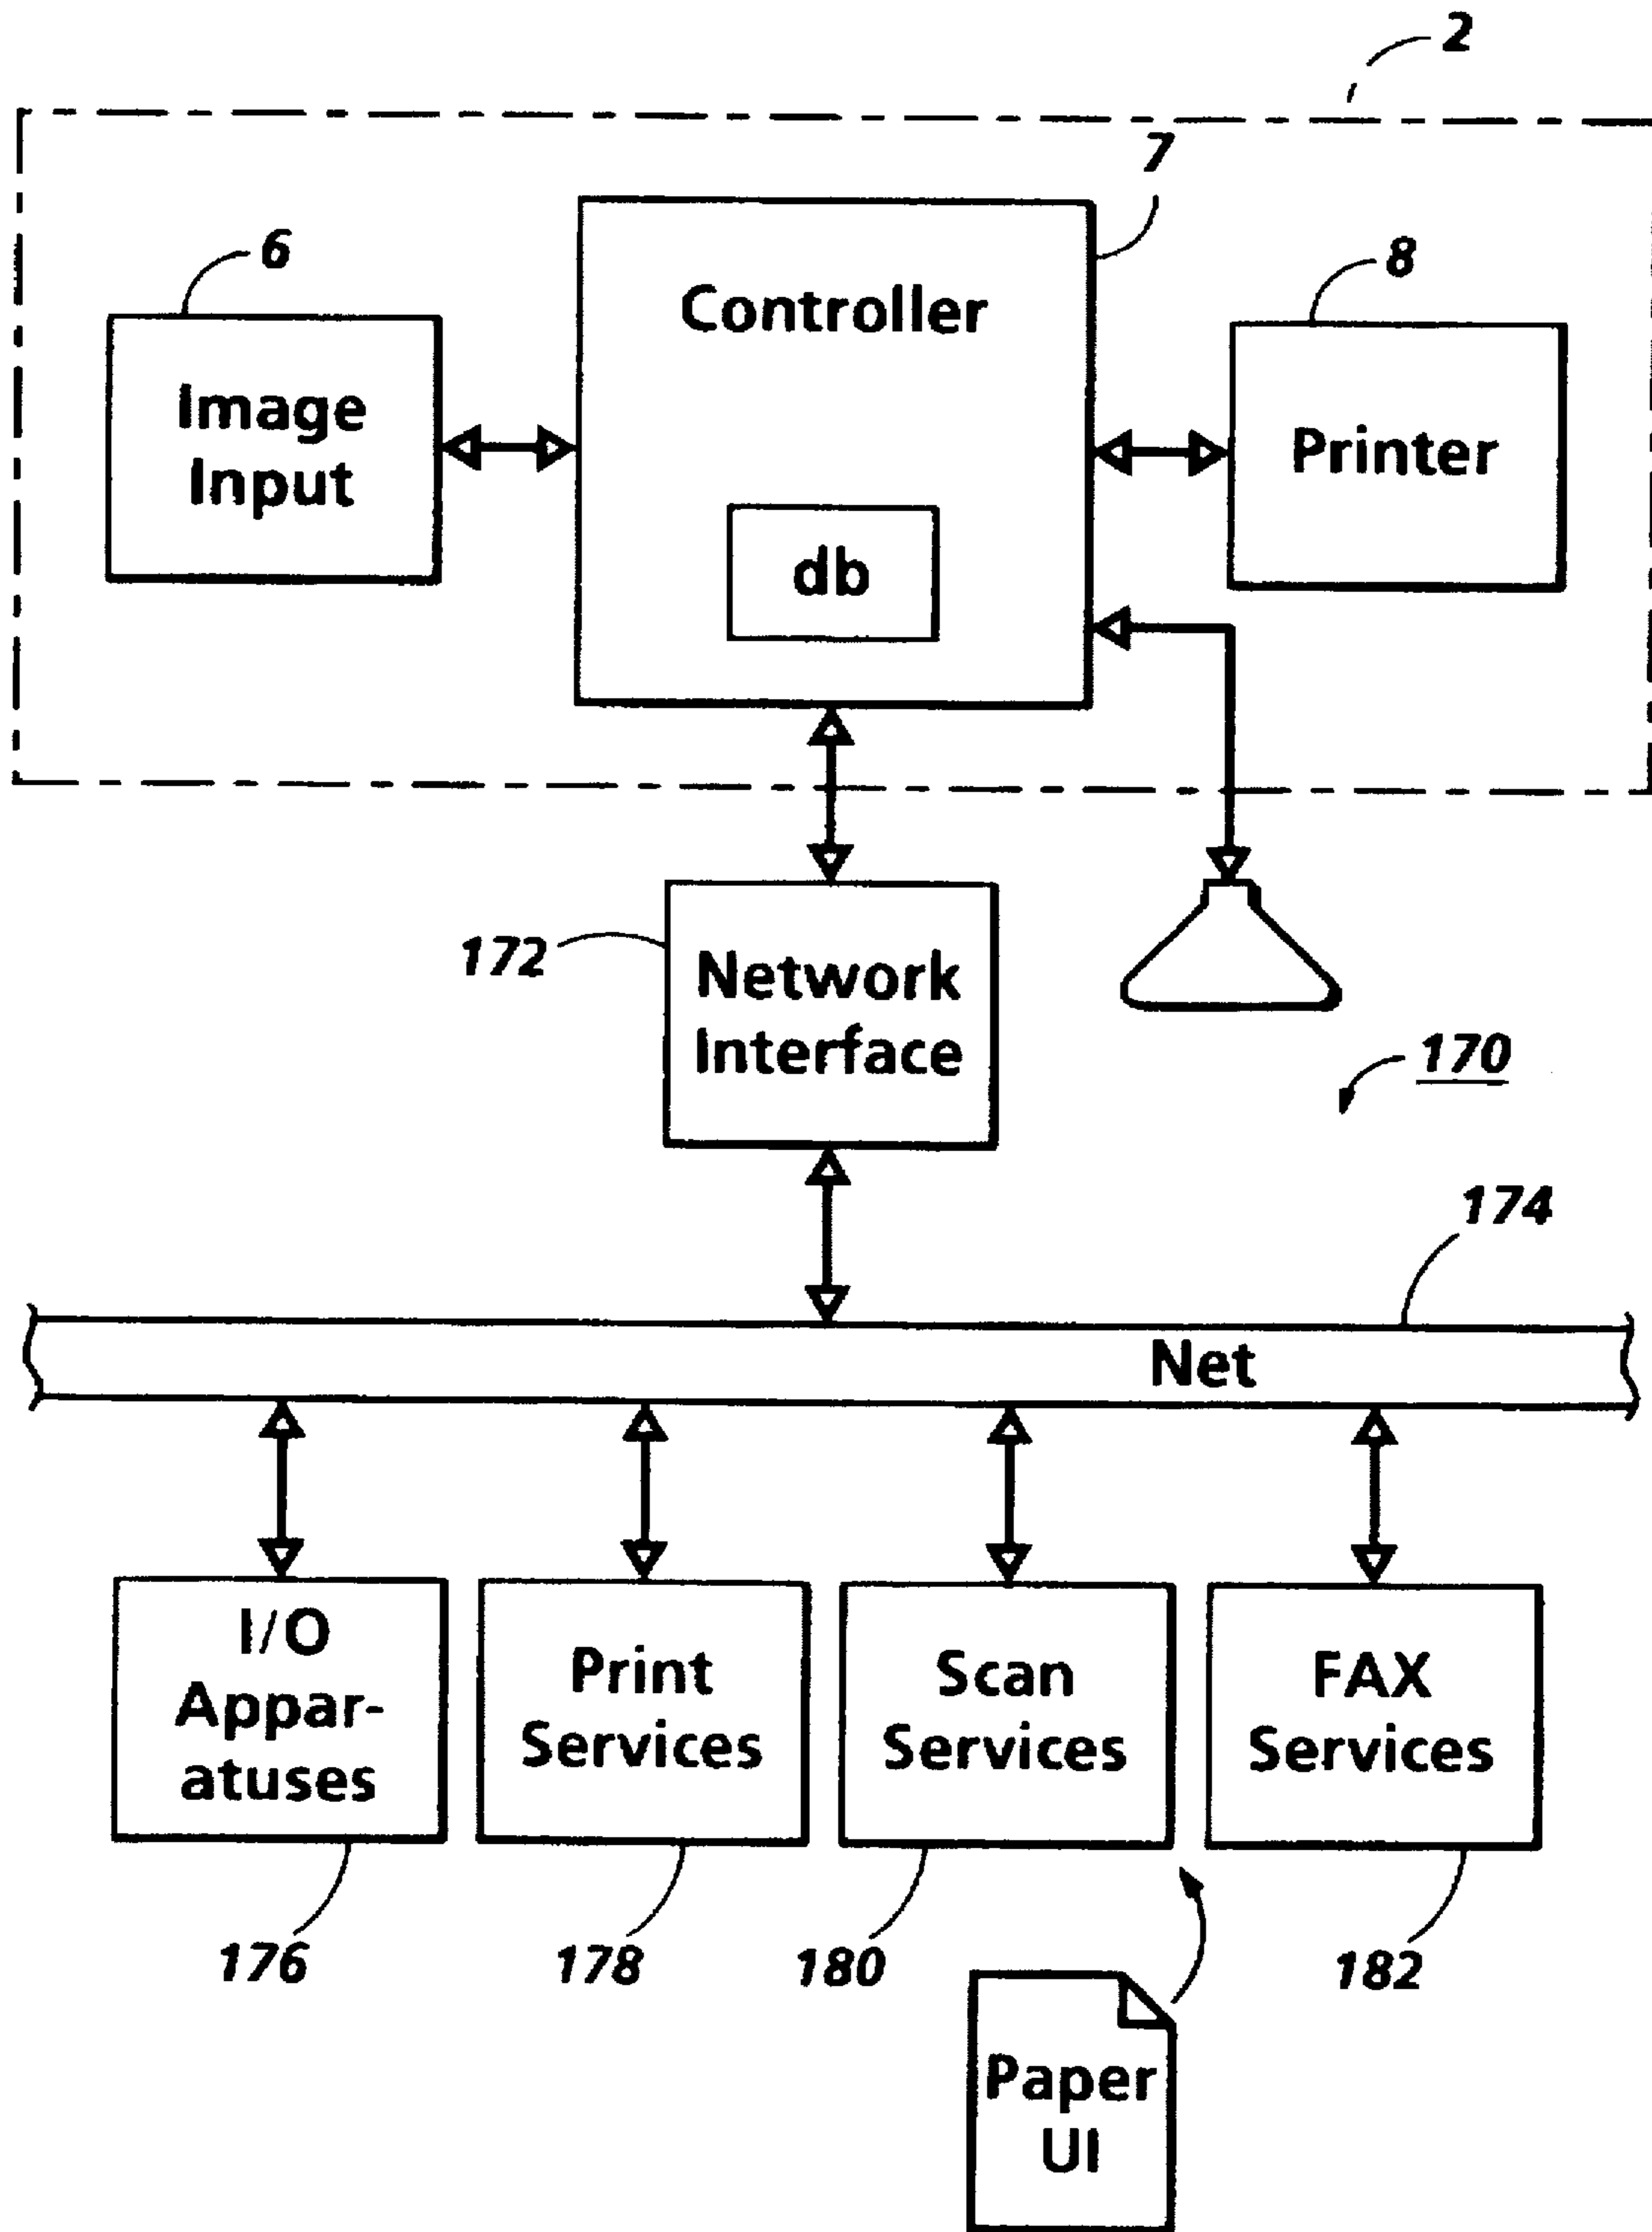 2
7
6
8
Controller
Image
Input
Printer
db
172
Network
Interface
170
174
Net
I/O
Appar-
atuses
Print
Services
Scan
Services
FAX
Services
176
178
180
182
Paper
UI